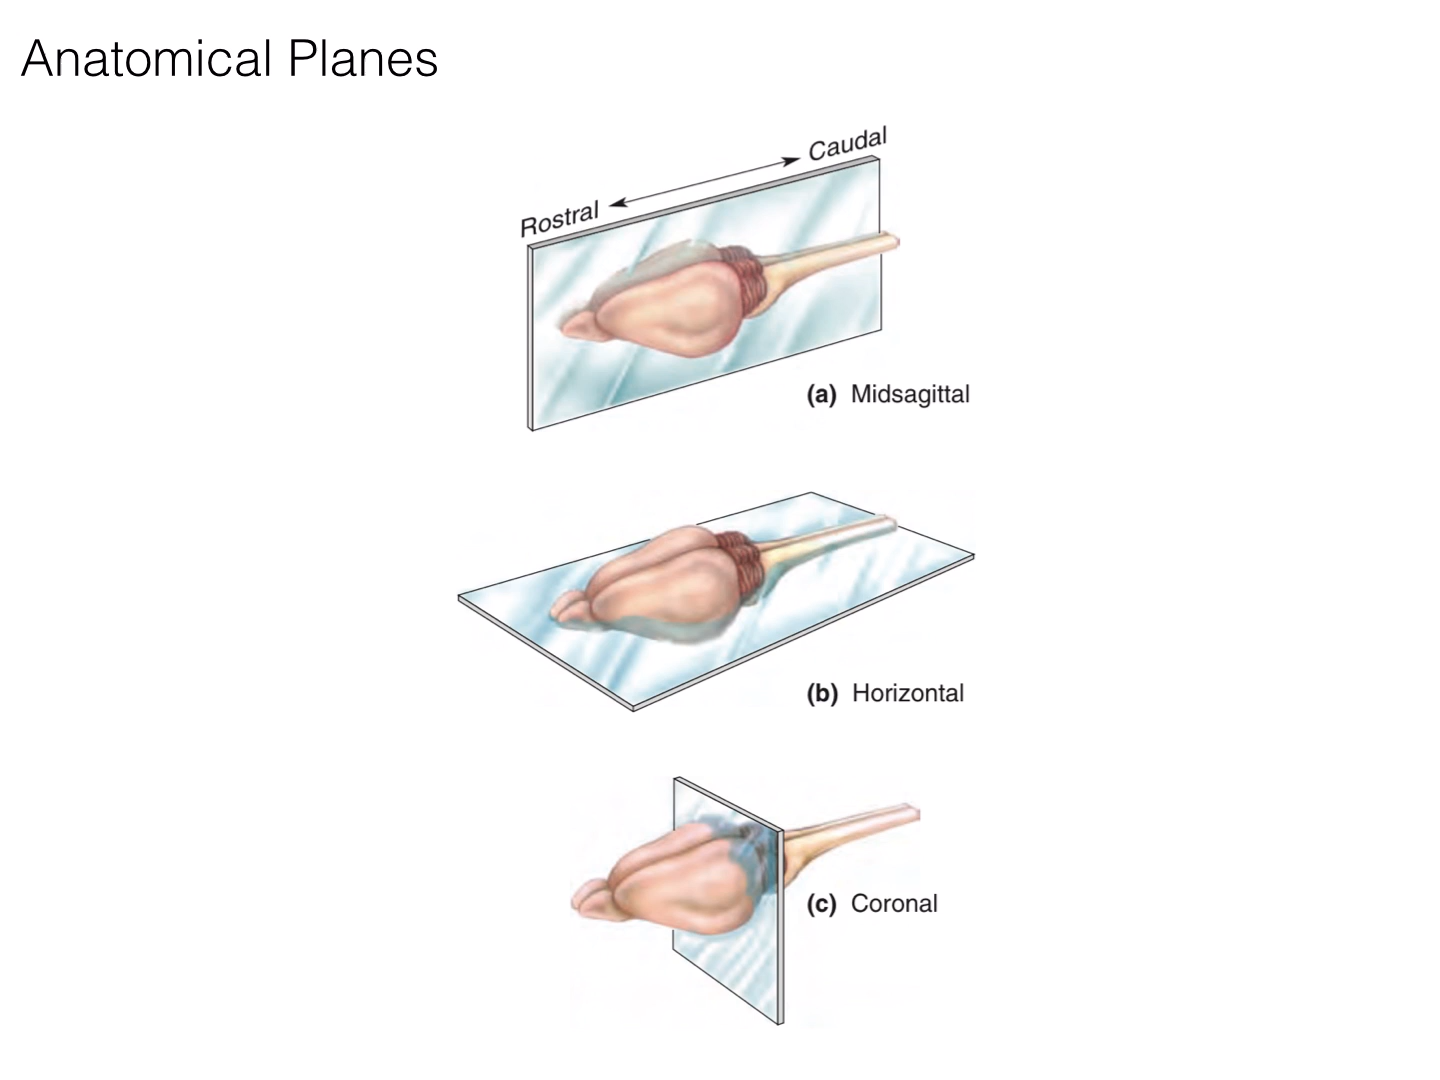 Anatomical Planes
Caudal
Rostral
(a) Midsagittal
(b) Horizontal
(c) Coronal